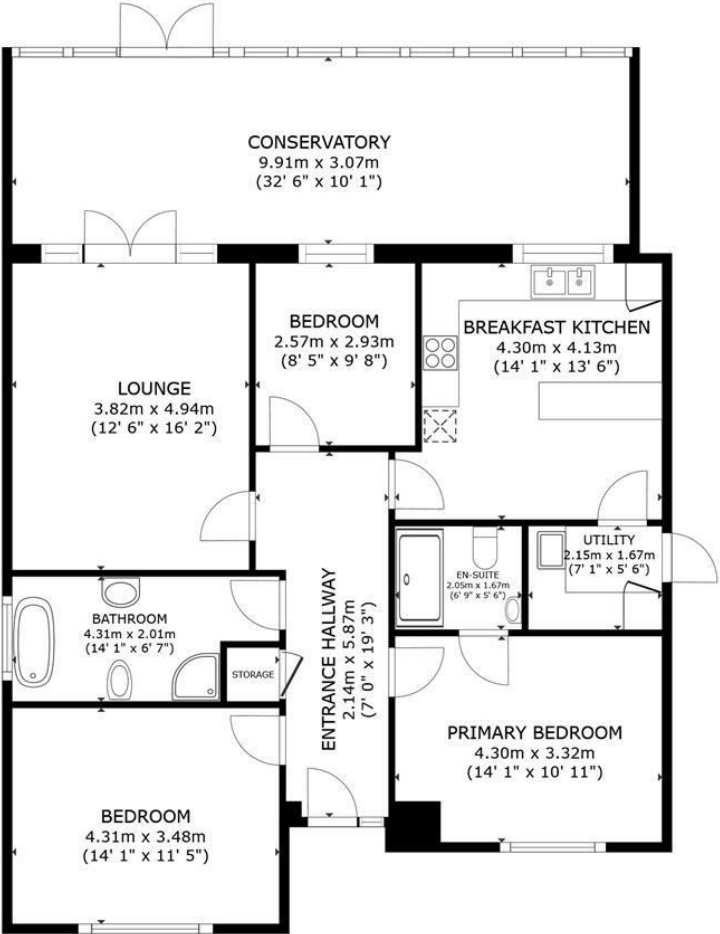 CONSERVATORY
9.91m x 3.07m
(32' 6" x 10' 1")
BEDROOM
2.57m x 2.93m
(8' 5" x 9' 8")
BREAKFAST KITCHEN
4.30m x 4.13m
(14' 1" x 13' 6")
LOUNGE
3.82m x 4.94m
(12' 6" x 16' 2")
UTILITY
2.15m x 1.67m
(7' 1" x 5' 6")
EN-SUITE
2.05m x 1.67m
(6' 9" x 5' 6")
BATHROOM
4.31m x 2.01m
(14' 1" x 6' 7")
STORAGE
ENTRANCE HALLWAY
2.14m x 5.87m
(7' 0" x 19' 3")
PRIMARY BEDROOM
4.30m x 3.32m
(14' 1" x 10' 11")
BEDROOM
4.31m x 3.48m
(14' 1" x 11' 5")